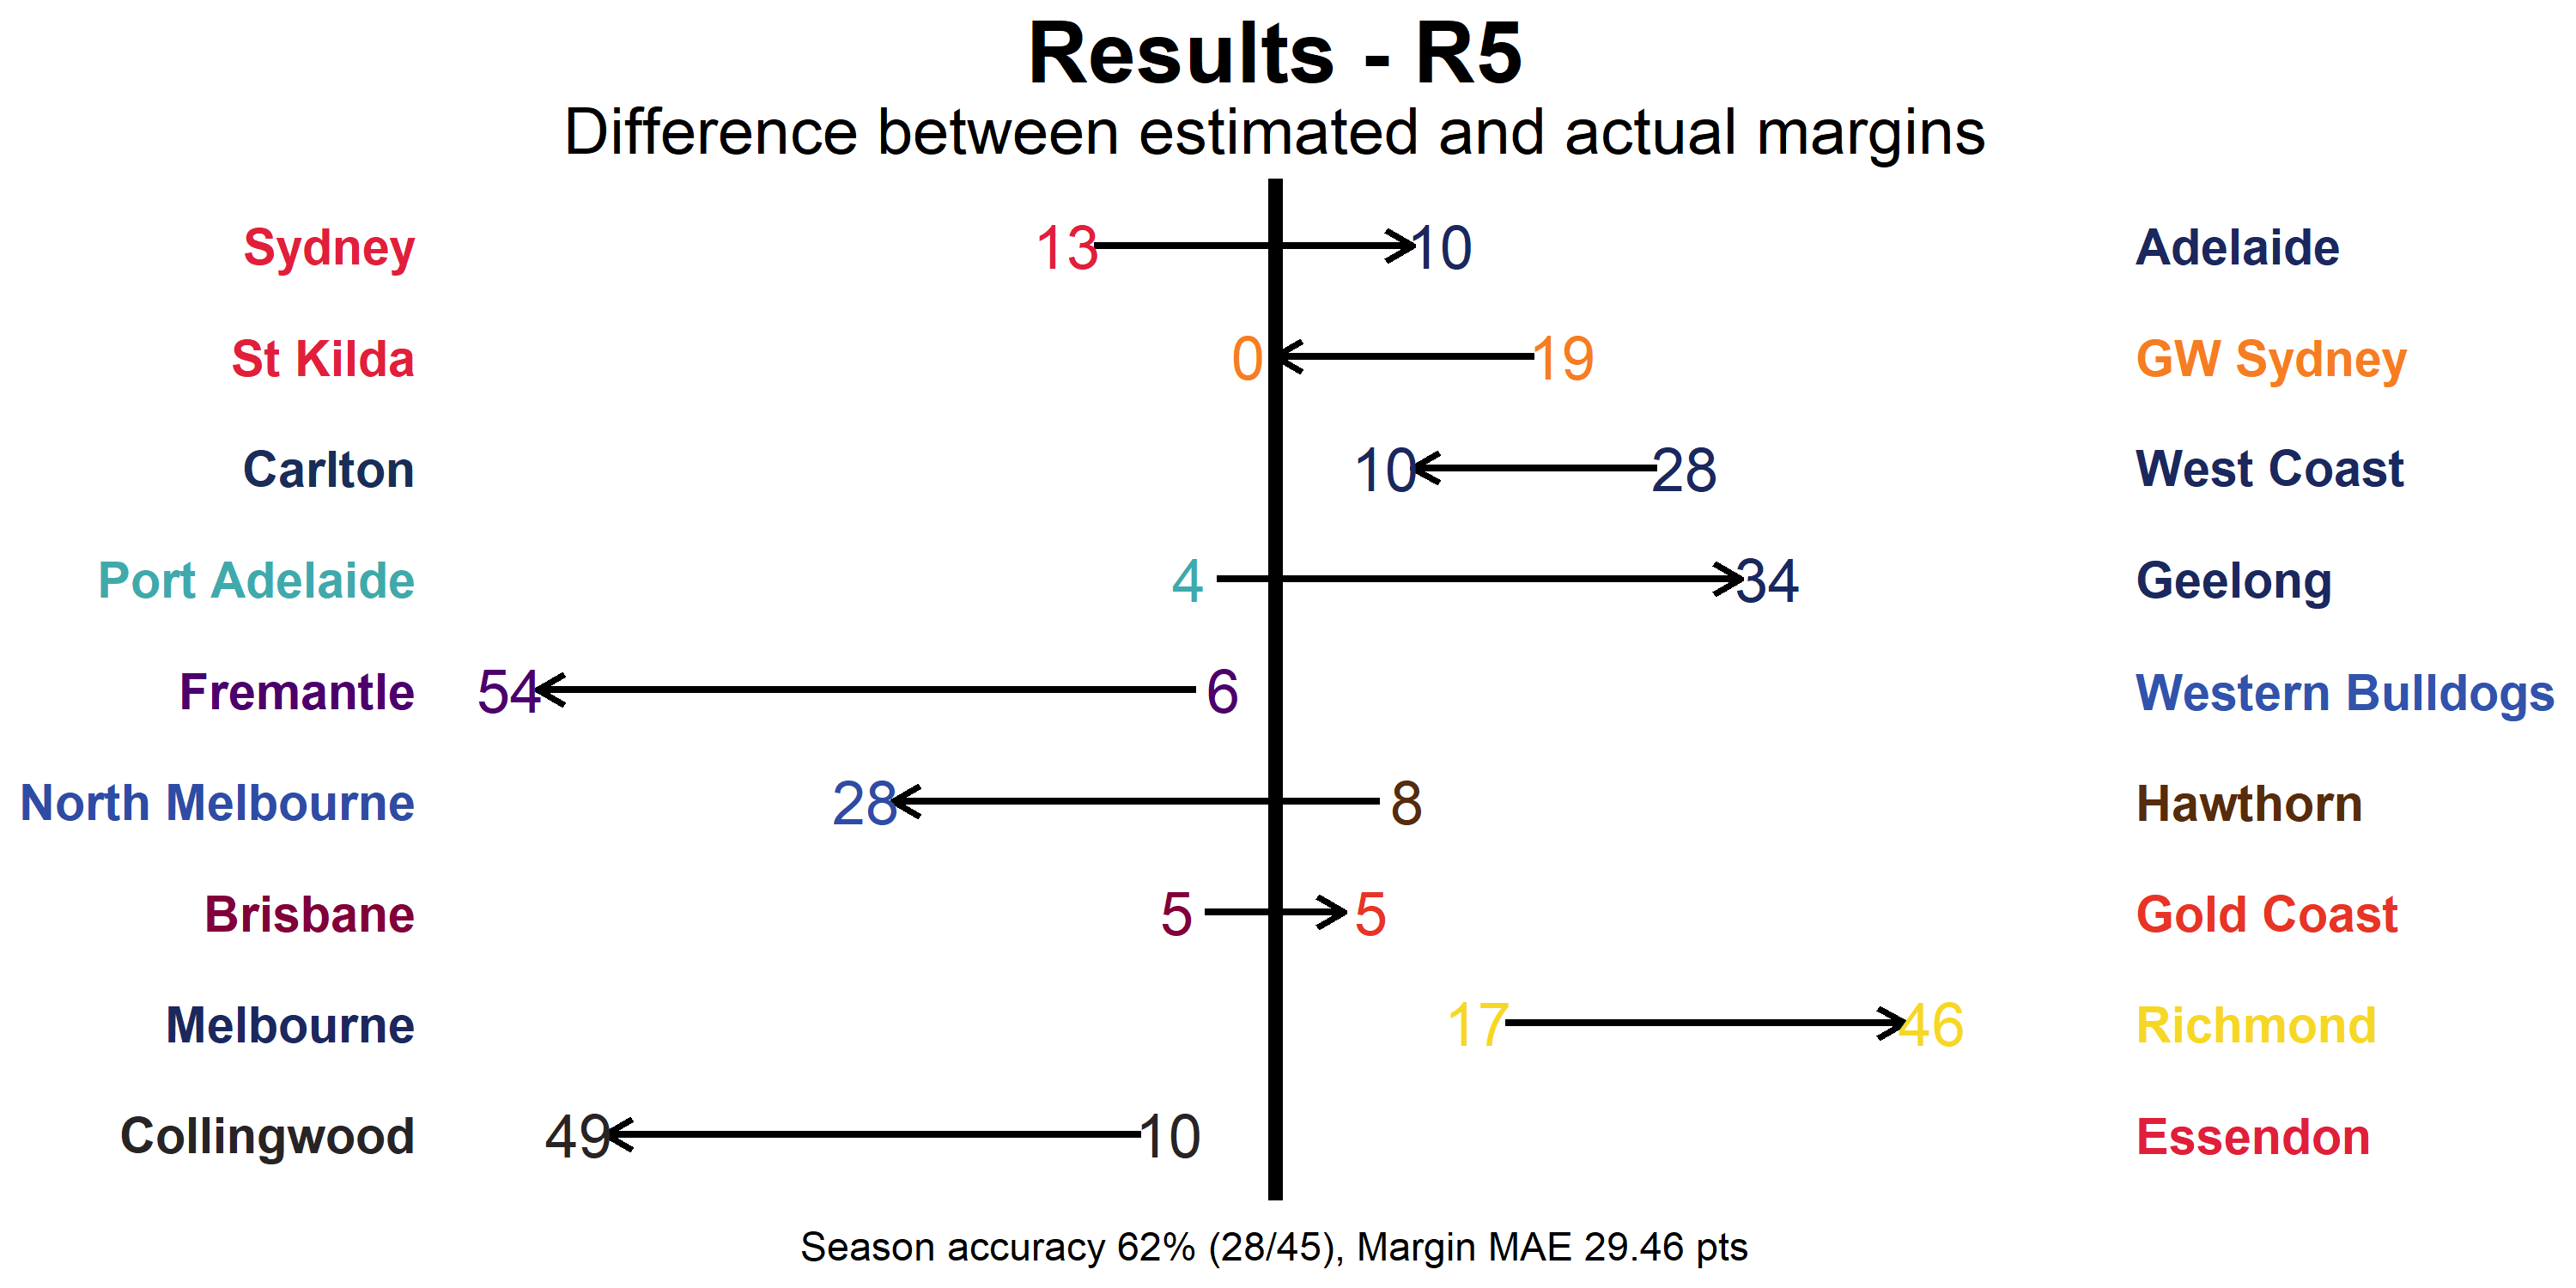 Results - R5
Difference between estimated and actual margins
Sydney 13 10 Adelaide
St Kilda 0 19 GW Sydney
Carlton 10 28 West Coast
Port Adelaide 4 34 Geelong
Fremantle 54 6 Western Bulldogs
North Melbourne 28 8 Hawthorn
Brisbane 5 5 Gold Coast
Melbourne 17 46 Richmond
Collingwood 49 10 Essendon
Season accuracy 62% (28/45), Margin MAE 29.46 pts